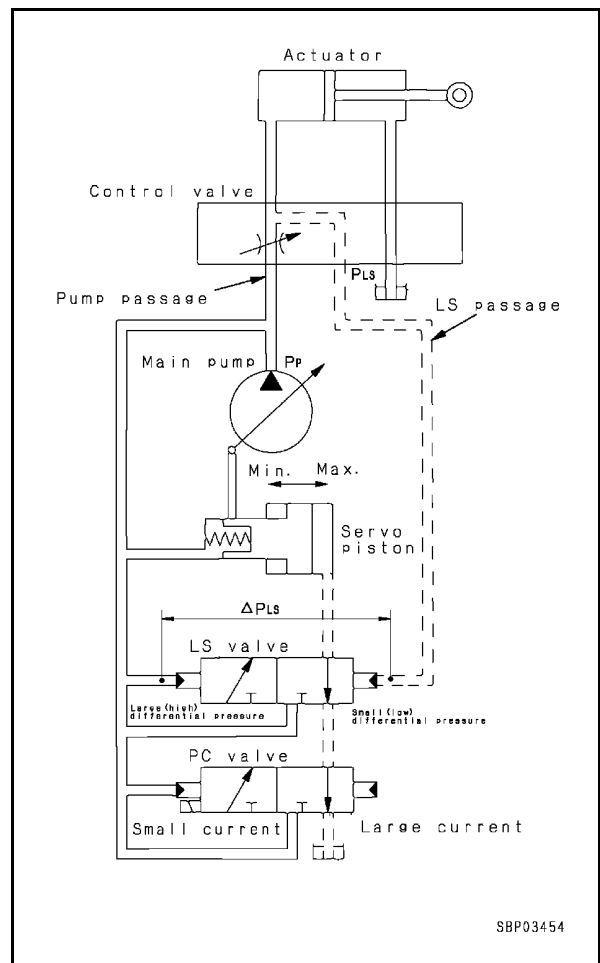 Actuator
Control valve
PLS
Pump passage
LS passage
Main pump PP
Min. Max.
Servo
piston
ΔPLS
LS valve
Large(high)
differential pressure
Small(low)
differential pressure
PC valve
Small current
Large current
SBP03454